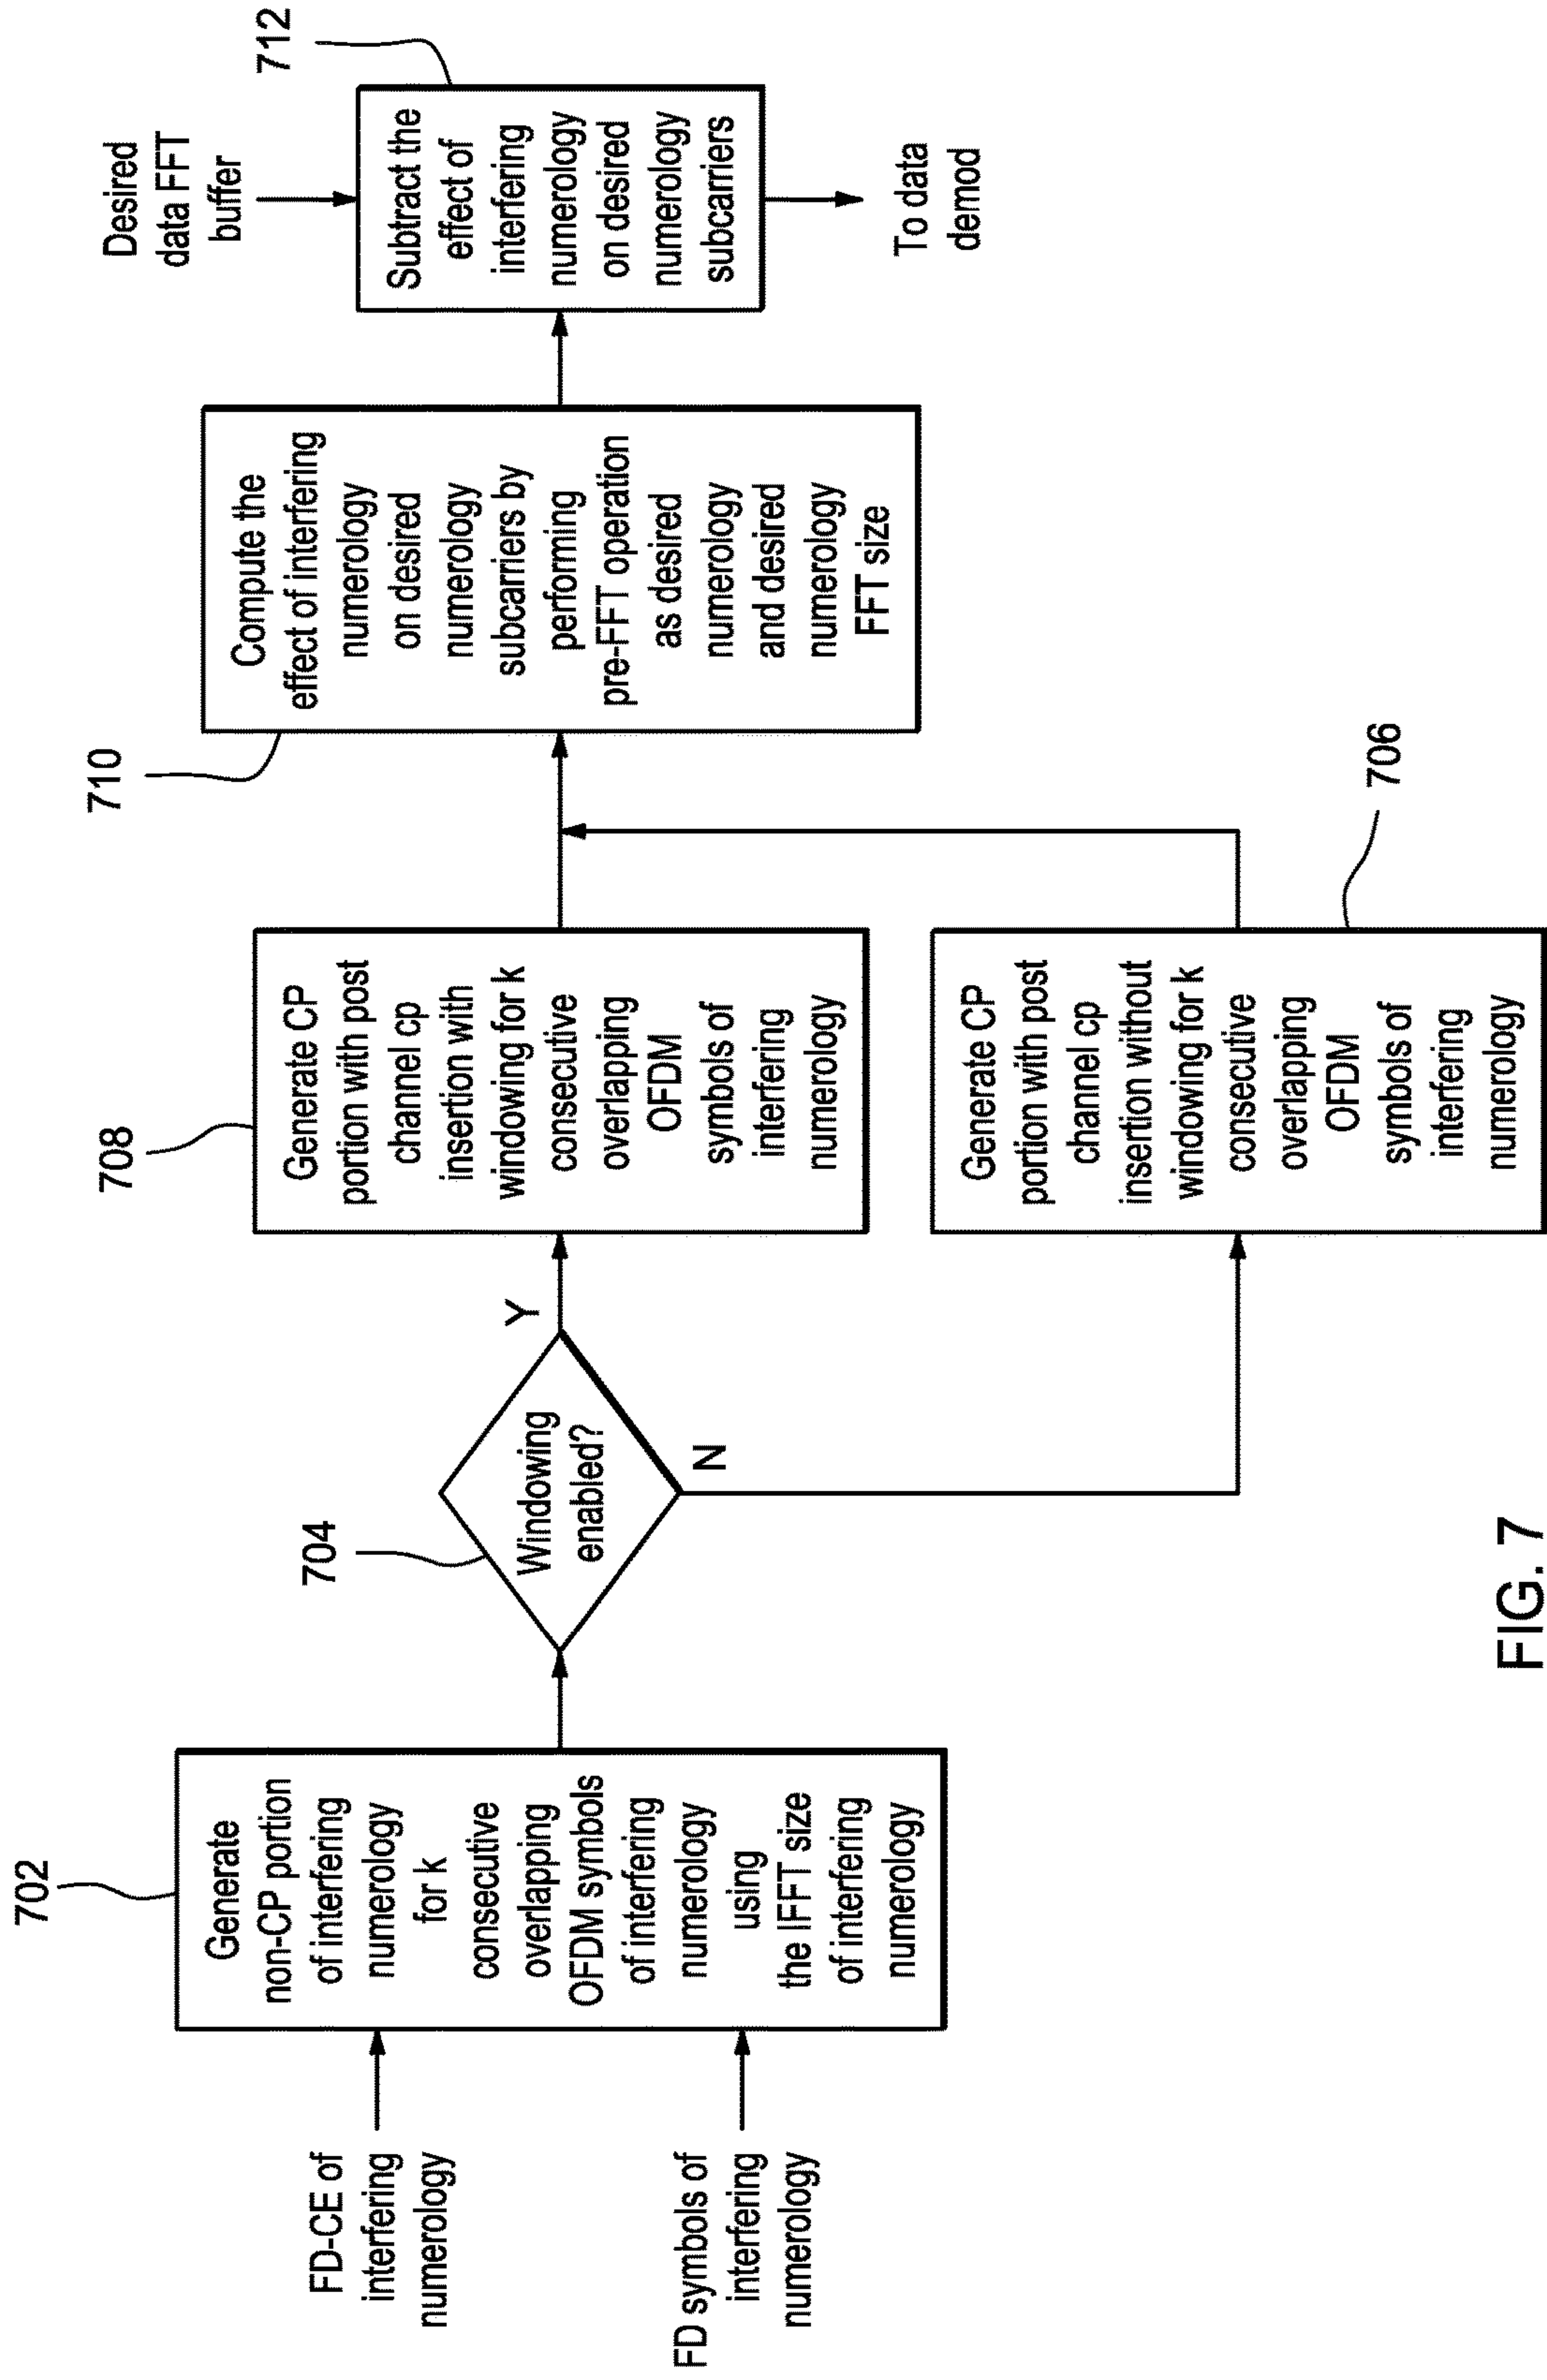 FD-CE of
interfering
numerology
FD symbols of
interfering
numerology
702
Generate
non-CP portion
of interfering
numerology
for k
consecutive
overlapping
OFDM symbols
of interfering
numerology
using
the IFFT size
of interfering
numerology
704
Windowing
enabled?
Y
N
708
Generate CP
portion with post
channel cp
insertion with
windowing for k
consecutive
overlapping
OFDM
symbols of
interfering
numerology
706
Generate CP
portion with post
channel cp
insertion without
windowing for k
consecutive
overlapping
OFDM
symbols of
interfering
numerology
710
Compute the
effect of interfering
numerology
on desired
numerology
subcarriers by
performing
pre-FFT operation
as desired
numerology
and desired
numerology
FFT size
Desired
data FFT
buffer
712
Subtract the
effect of
interfering
numerology
on desired
numerology
subcarriers
To data
demod
FIG. 7